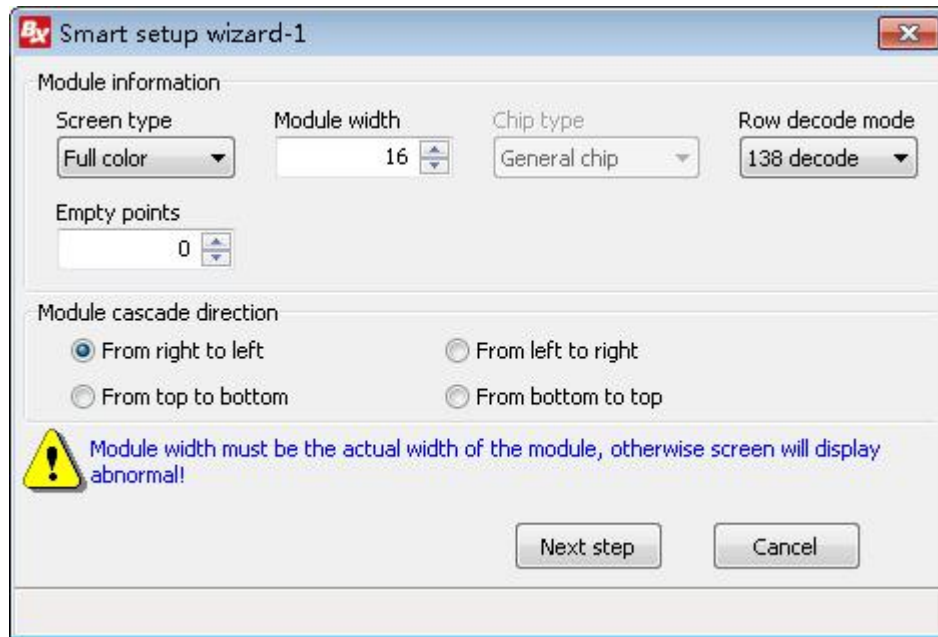 BX Smart setup wizard-1
Module information
Screen type Module width Chip type Row decode mode
Full color 16 General chip 138 decode
Empty points
0
Module cascade direction
From right to left From left to right
From top to bottom From bottom to top
Module width must be the actual width of the module, otherwise screen will display
abnormal!
Next step Cancel